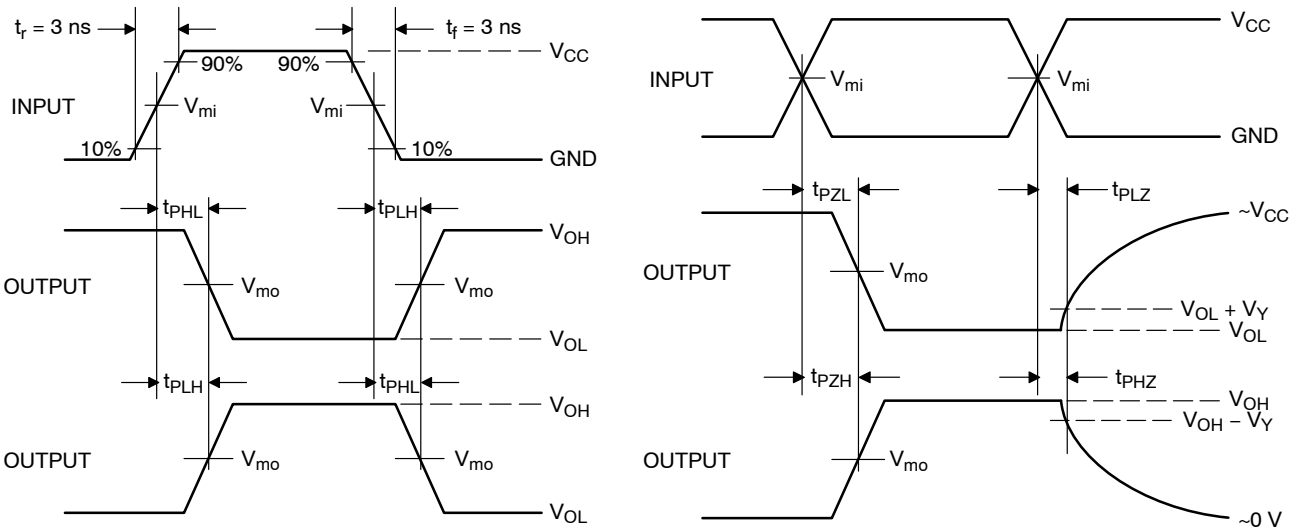 tr = 3 ns
tf = 3 ns
VCC
90%
90%
INPUT
Vmi
Vmi
10%
10%
GND
tPHL
tPLH
VOH
OUTPUT
Vmo
Vmo
VOL
tPLH
tPHL
VOH
OUTPUT
Vmo
Vmo
VOL
VCC
INPUT
Vmi
Vmi
GND
tPZL
tPLZ
~VCC
OUTPUT
Vmo
VOL + VY
VOL
tPZH
tPHZ
VOH
VOH − VY
OUTPUT
Vmo
~0 V